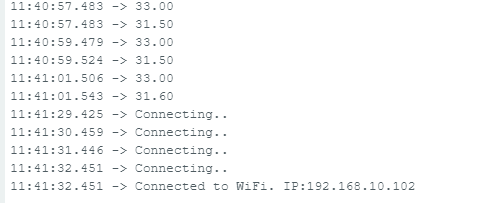 11:40:57.483 -> 33.00
11:40:57.483 -> 31.50
11:40:59.479 -> 33.00
11:40:59.524 -> 31.50
11:41:01.506 -> 33.00
11:41:01.543 -> 31.60
11:41:29.425 -> Connecting..
11:41:30.459 -> Connecting..
11:41:31.446 -> Connecting..
11:41:32.451 -> Connecting..
11:41:32.451 -> Connected to WiFi. IP:192.168.10.102